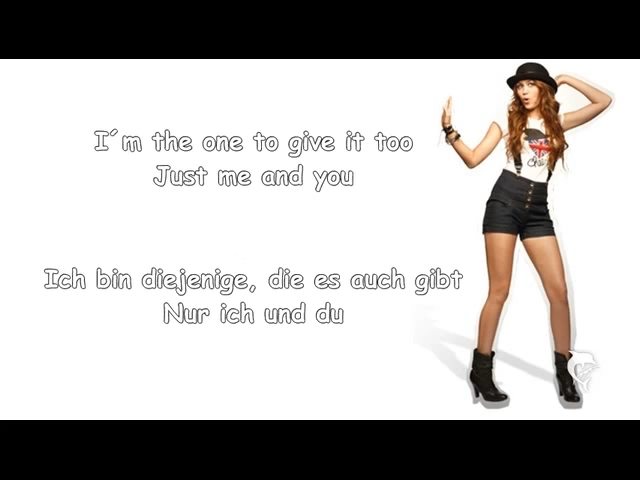 I´m the one to give it too
Just me and you
Ich bin diejenige, die es auch gibt
Nur ich und du